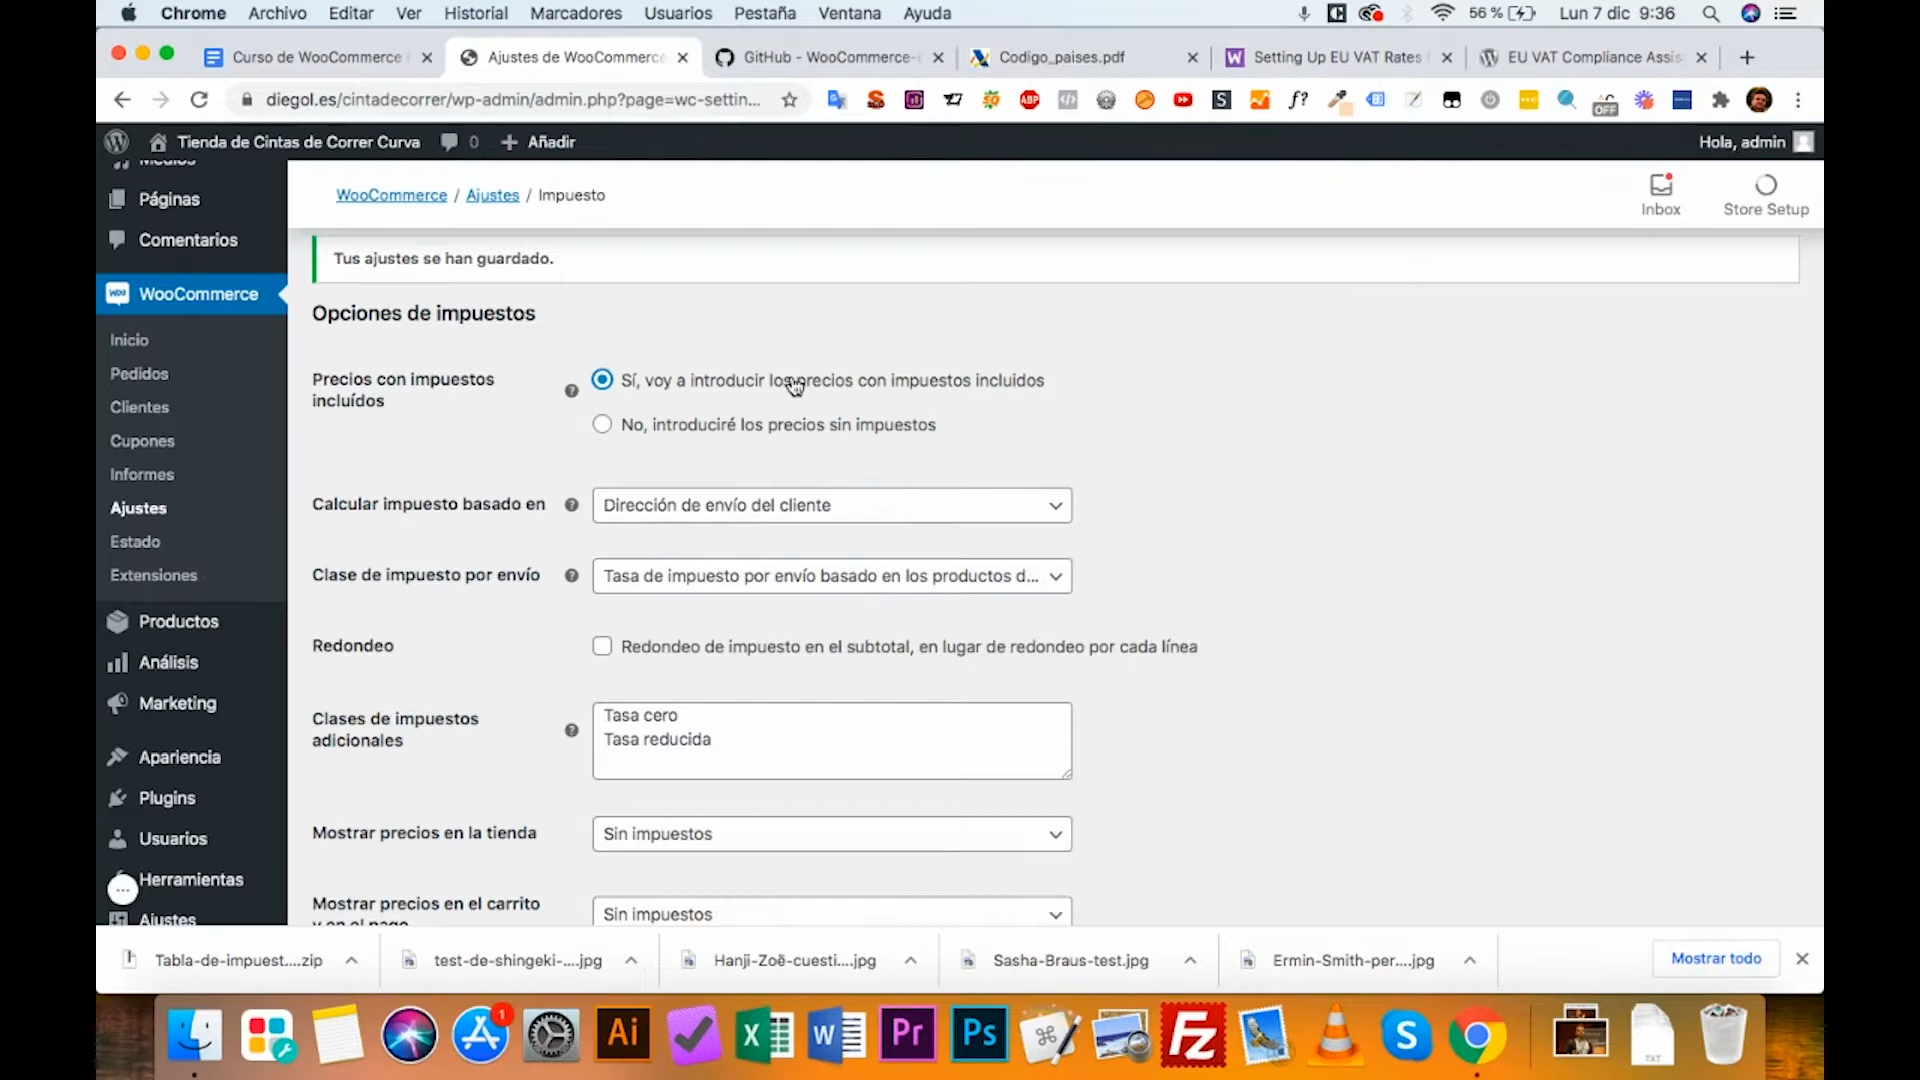 Chrome Archivo Editar Ver Historial Marcadores Usuarios Pestaña Ventana Ayuda 56 % Lun 7 dic 9:36
Curso de WooCommerce Ajustes de WooCommerce GitHub - WooCommerce- Codigo_paises.pdf Setting Up EU VAT Rates EU VAT Compliance Assis
diegol.es/cintadecorrer/wp-admin/admin.php?page=wc-settin... ABP S f? OFF
Tienda de Cintas de Correr Curva 0 Añadir Hola, admin
Medios
Páginas
Comentarios
WooCommerce
Inicio
Pedidos
Clientes
Cupones
Informes
Ajustes
Estado
Extensiones
Productos
Análisis
Marketing
Apariencia
Plugins
Usuarios
Herramientas
Ajustes
WooCommerce / Ajustes / Impuesto
Inbox
Store Setup
Tus ajustes se han guardado.
Opciones de impuestos
Precios con impuestos
incluídos
Sí, voy a introducir los precios con impuestos incluidos
No, introduciré los precios sin impuestos
Calcular impuesto basado en Dirección de envío del cliente
Clase de impuesto por envío Tasa de impuesto por envío basado en los productos d...
Redondeo Redondeo de impuesto en el subtotal, en lugar de redondeo por cada línea
Clases de impuestos
adicionales
Tasa cero
Tasa reducida
Mostrar precios en la tienda Sin impuestos
Mostrar precios en el carrito
y en el pago
Sin impuestos
Tabla-de-impuest....zip test-de-shingeki-....jpg Hanji-Zoë-cuesti....jpg Sasha-Braus-test.jpg Ermin-Smith-per....jpg Mostrar todo
1 Ai X W Pr Ps Fz S TXT